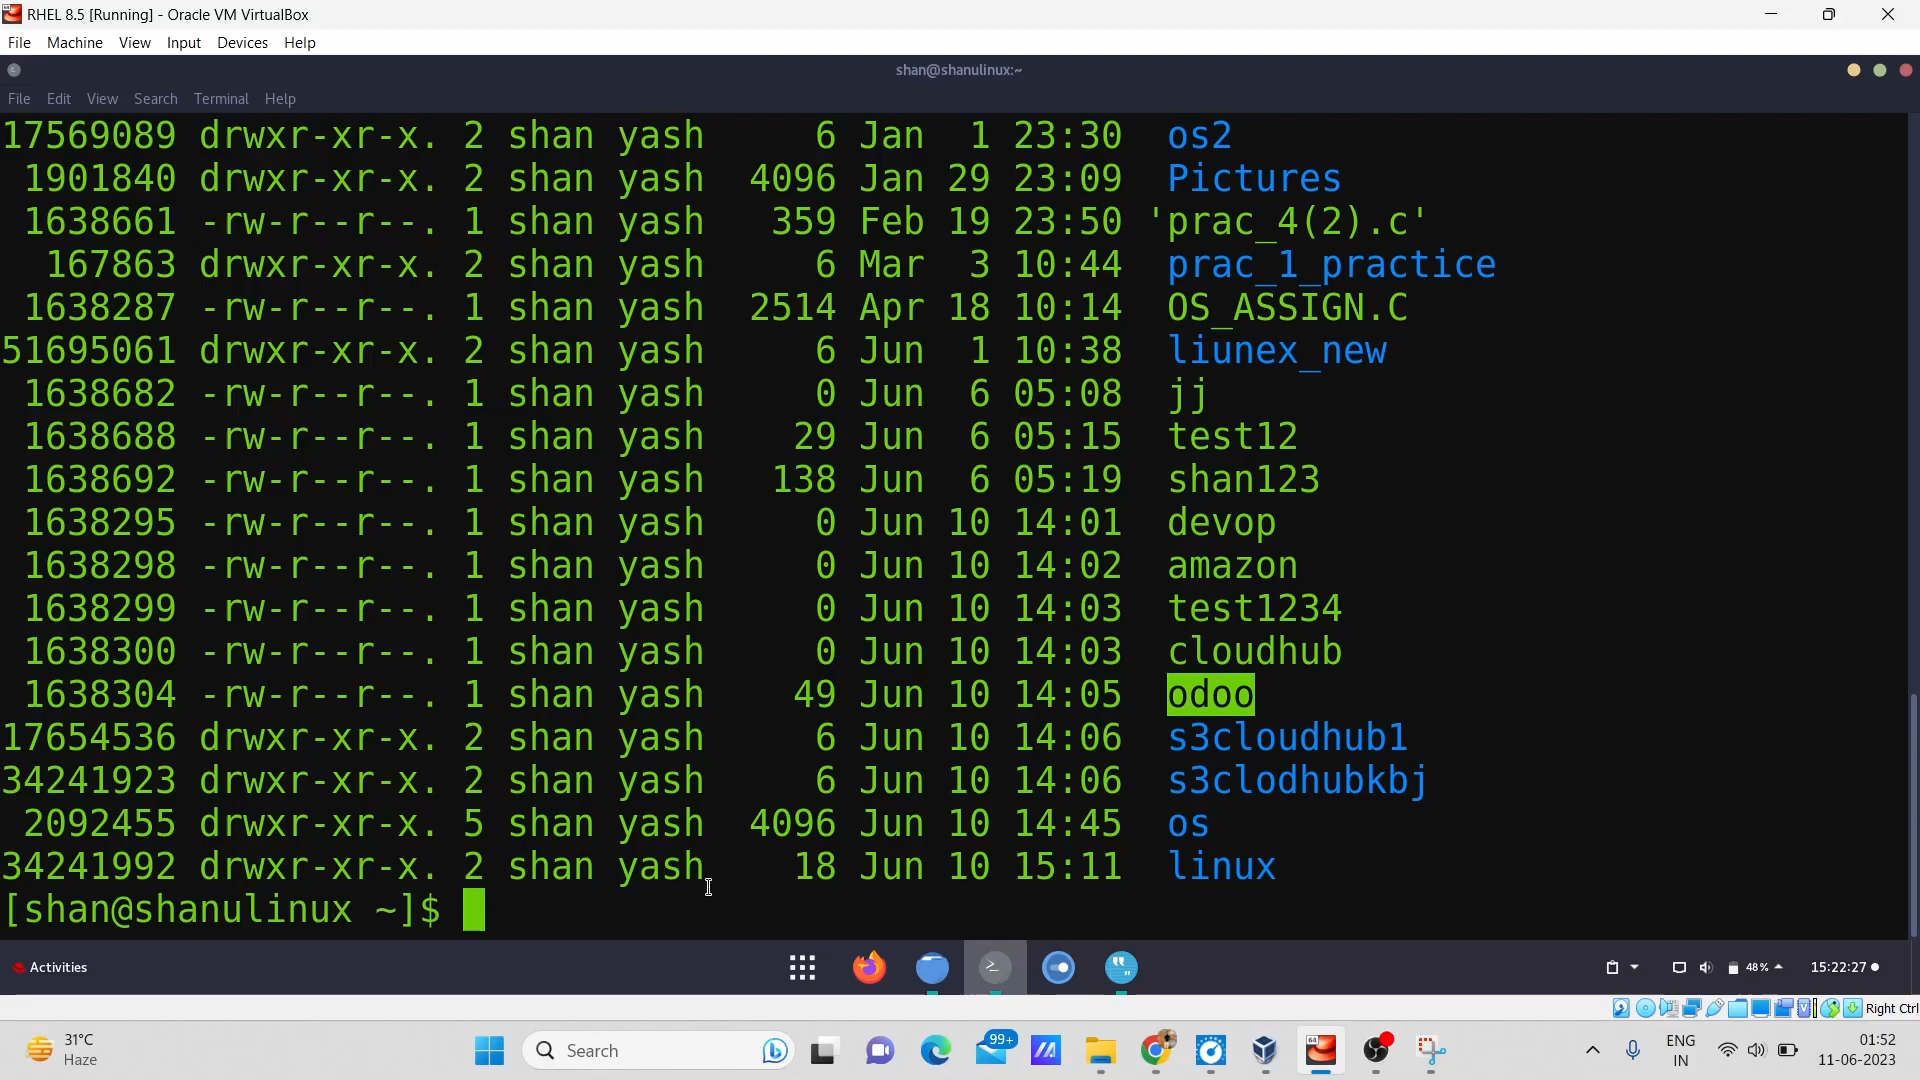 RHEL 8.5 [Running] - Oracle VM VirtualBox
File Machine View Input Devices Help
shan@shanulinux:~
File Edit View Search Terminal Help
17569089 drwxr-xr-x. 2 shan yash 6 Jan 1 23:30 os2
1901840 drwxr-xr-x. 2 shan yash 4096 Jan 29 23:09 Pictures
1638661 -rw-r--r--. 1 shan yash 359 Feb 19 23:50 'prac_4(2).c'
167863 drwxr-xr-x. 2 shan yash 6 Mar 3 10:44 prac_1_practice
1638287 -rw-r--r--. 1 shan yash 2514 Apr 18 10:14 OS_ASSIGN.C
51695061 drwxr-xr-x. 2 shan yash 6 Jun 1 10:38 liunex_new
1638682 -rw-r--r--. 1 shan yash 0 Jun 6 05:08 jj
1638688 -rw-r--r--. 1 shan yash 29 Jun 6 05:15 test12
1638692 -rw-r--r--. 1 shan yash 138 Jun 6 05:19 shan123
1638295 -rw-r--r--. 1 shan yash 0 Jun 10 14:01 devop
1638298 -rw-r--r--. 1 shan yash 0 Jun 10 14:02 amazon
1638299 -rw-r--r--. 1 shan yash 0 Jun 10 14:03 test1234
1638300 -rw-r--r--. 1 shan yash 0 Jun 10 14:03 cloudhub
1638304 -rw-r--r--. 1 shan yash 49 Jun 10 14:05 odoo
17654536 drwxr-xr-x. 2 shan yash 6 Jun 10 14:06 s3cloudhub1
34241923 drwxr-xr-x. 2 shan yash 6 Jun 10 14:06 s3clodhubkbj
2092455 drwxr-xr-x. 5 shan yash 4096 Jun 10 14:45 os
34241992 drwxr-xr-x. 2 shan yash 18 Jun 10 15:11 linux
[shan@shanulinux ~]$
Activities 48% 15:22:27
Right Ctrl
31°C
Haze
Search
99+
64
ENG
IN
01:52
11-06-2023